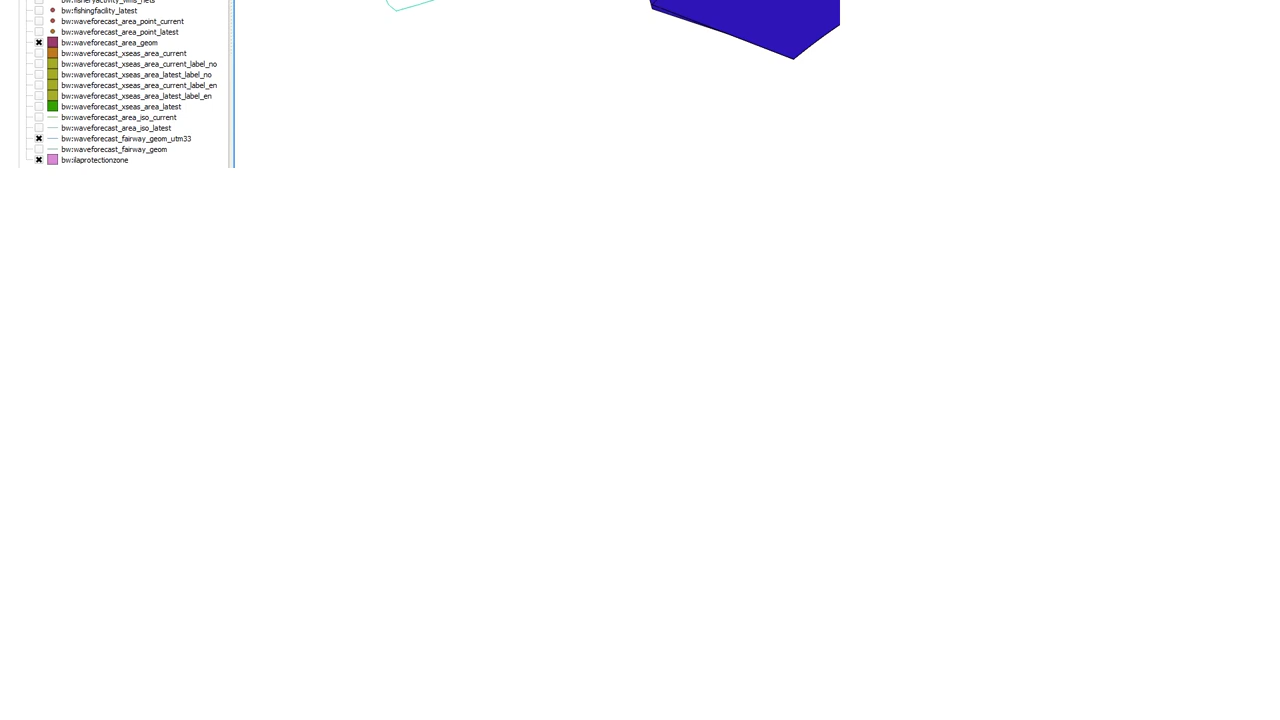 bw:fishingfacility_latest
bw:waveforecast_area_point_current
bw:waveforecast_area_point_latest
bw:waveforecast_area_geom
bw:waveforecast_xseas_area_current
bw:waveforecast_xseas_area_current_label_no
bw:waveforecast_xseas_area_latest_label_no
bw:waveforecast_xseas_area_current_label_en
bw:waveforecast_xseas_area_latest_label_en
bw:waveforecast_xseas_area_latest
bw:waveforecast_area_iso_current
bw:waveforecast_area_iso_latest
bw:waveforecast_fairway_geom_utm33
bw:waveforecast_fairway_geom
bw:ilaprotectionzone